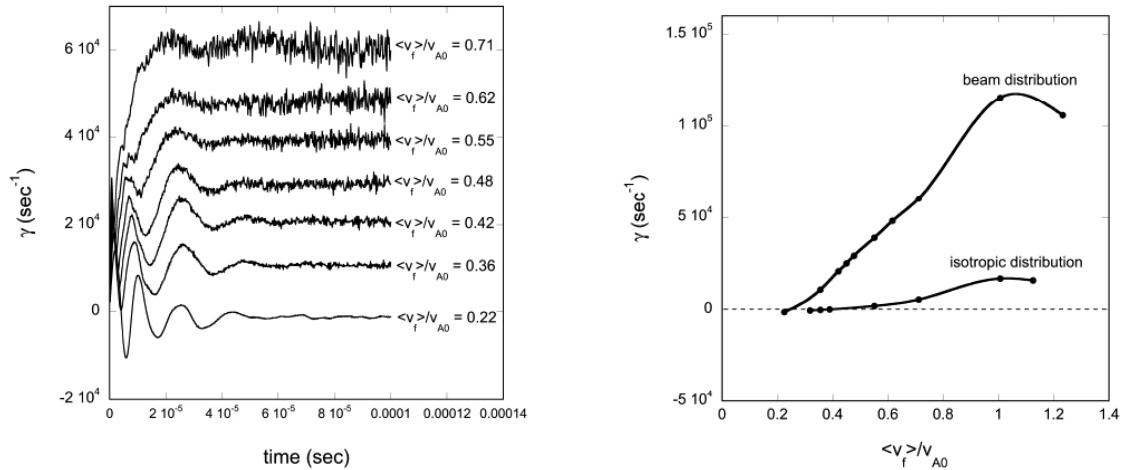 γ (sec⁻¹)
6 10⁴
4 10⁴
2 10⁴
0
-2 10⁴
<v_f>/v_A0 = 0.71
<v_f>/v_A0 = 0.62
<v_f>/v_A0 = 0.55
<v_f>/v_A0 = 0.48
<v_f>/v_A0 = 0.42
<v_f>/v_A0 = 0.36
<v_f>/v_A0 = 0.22
0 2 10⁻⁵ 4 10⁻⁵ 6 10⁻⁵ 8 10⁻⁵ 0.0001 0.00012 0.00014
time (sec)
γ (sec⁻¹)
1.5 10⁵
1 10⁵
5 10⁴
0
-5 10⁴
beam distribution
isotropic distribution
0 0.2 0.4 0.6 0.8 1 1.2 1.4
<v_f>/v_A0